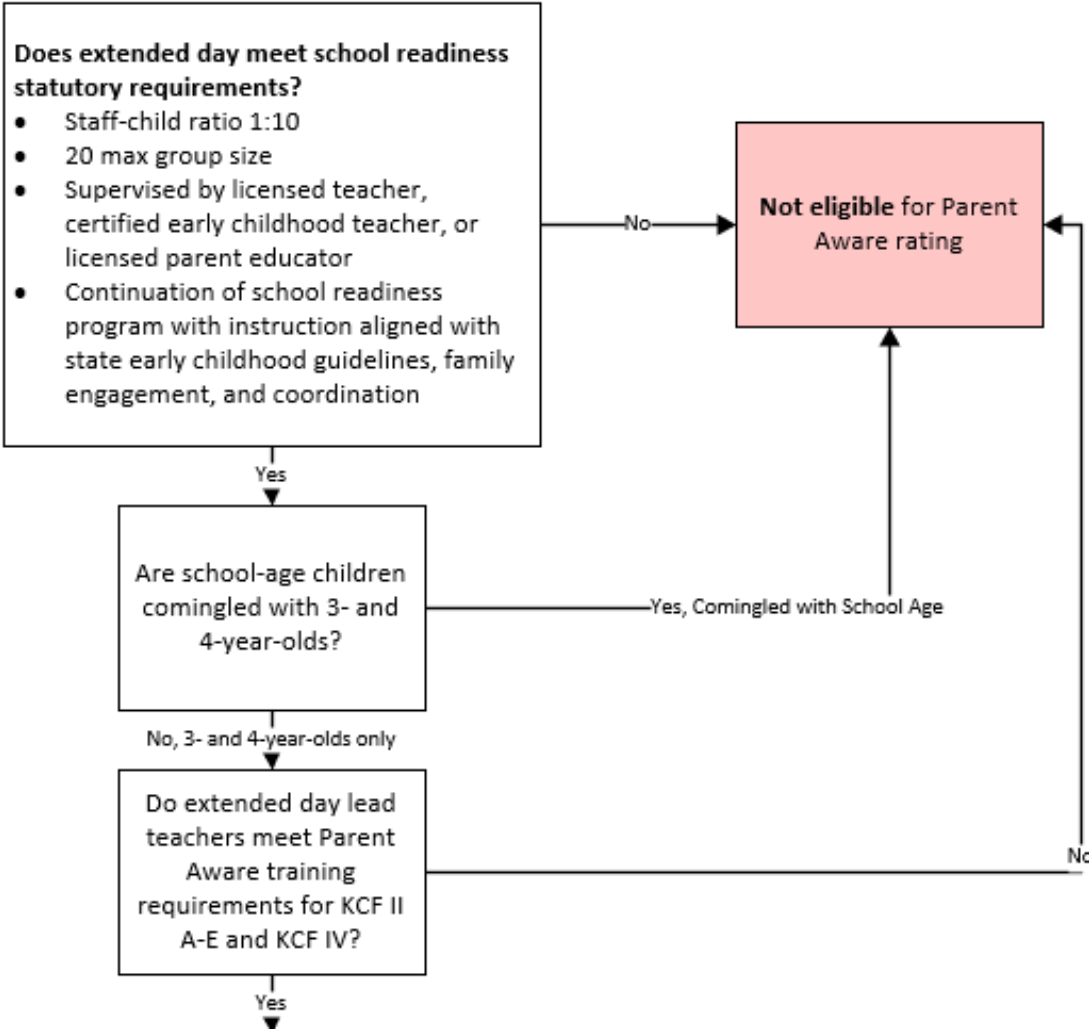 Does extended day meet school readiness
statutory requirements?
• Staff-child ratio 1:10
• 20 max group size
• Supervised by licensed teacher,
certified early childhood teacher, or
licensed parent educator
• Continuation of school readiness
program with instruction aligned with
state early childhood guidelines, family
engagement, and coordination
No
Not eligible for Parent
Aware rating
Yes
Are school-age children
comingled with 3- and
4-year-olds?
Yes, Comingled with School Age
No, 3- and 4-year-olds only
Do extended day lead
teachers meet Parent
Aware training
requirements for KCF II
A-E and KCF IV?
No
Yes